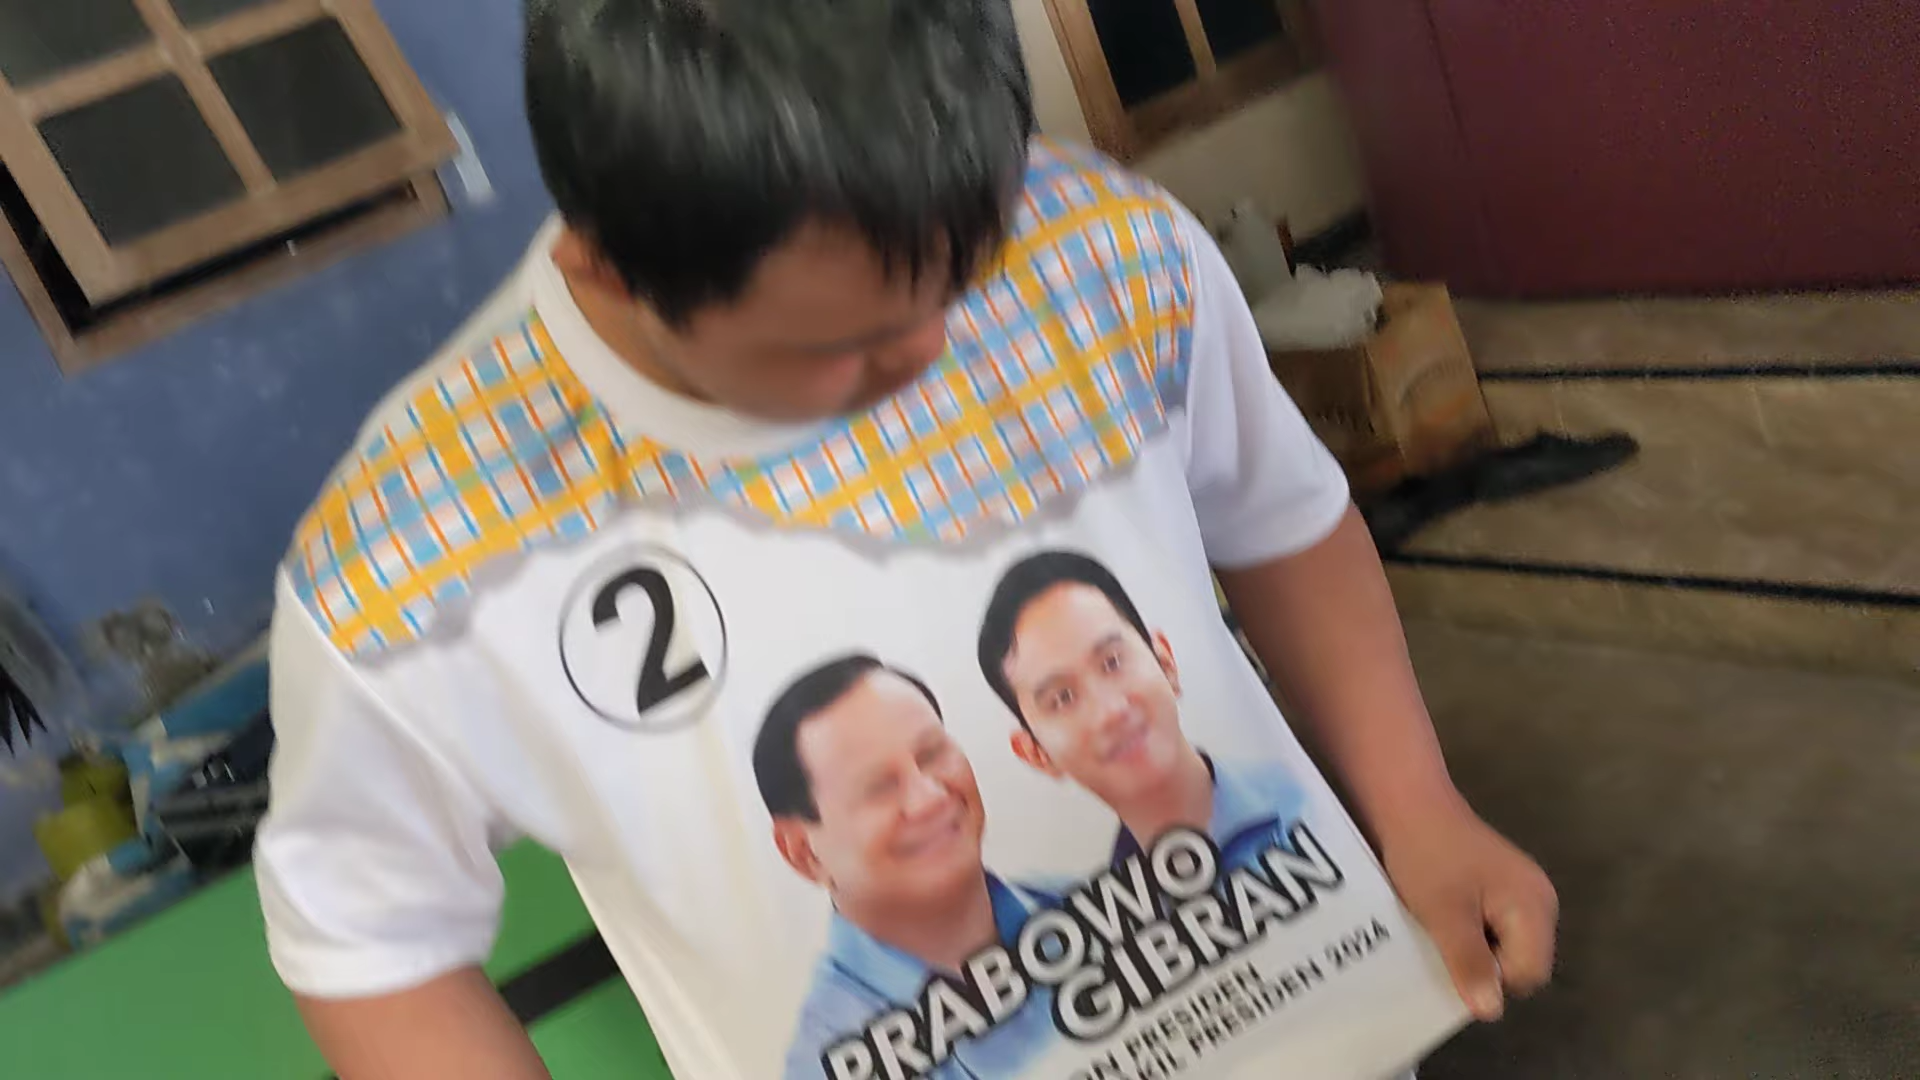 2
PRABOWO
GIBRAN
PRESIDEN
PRESIDEN 2024